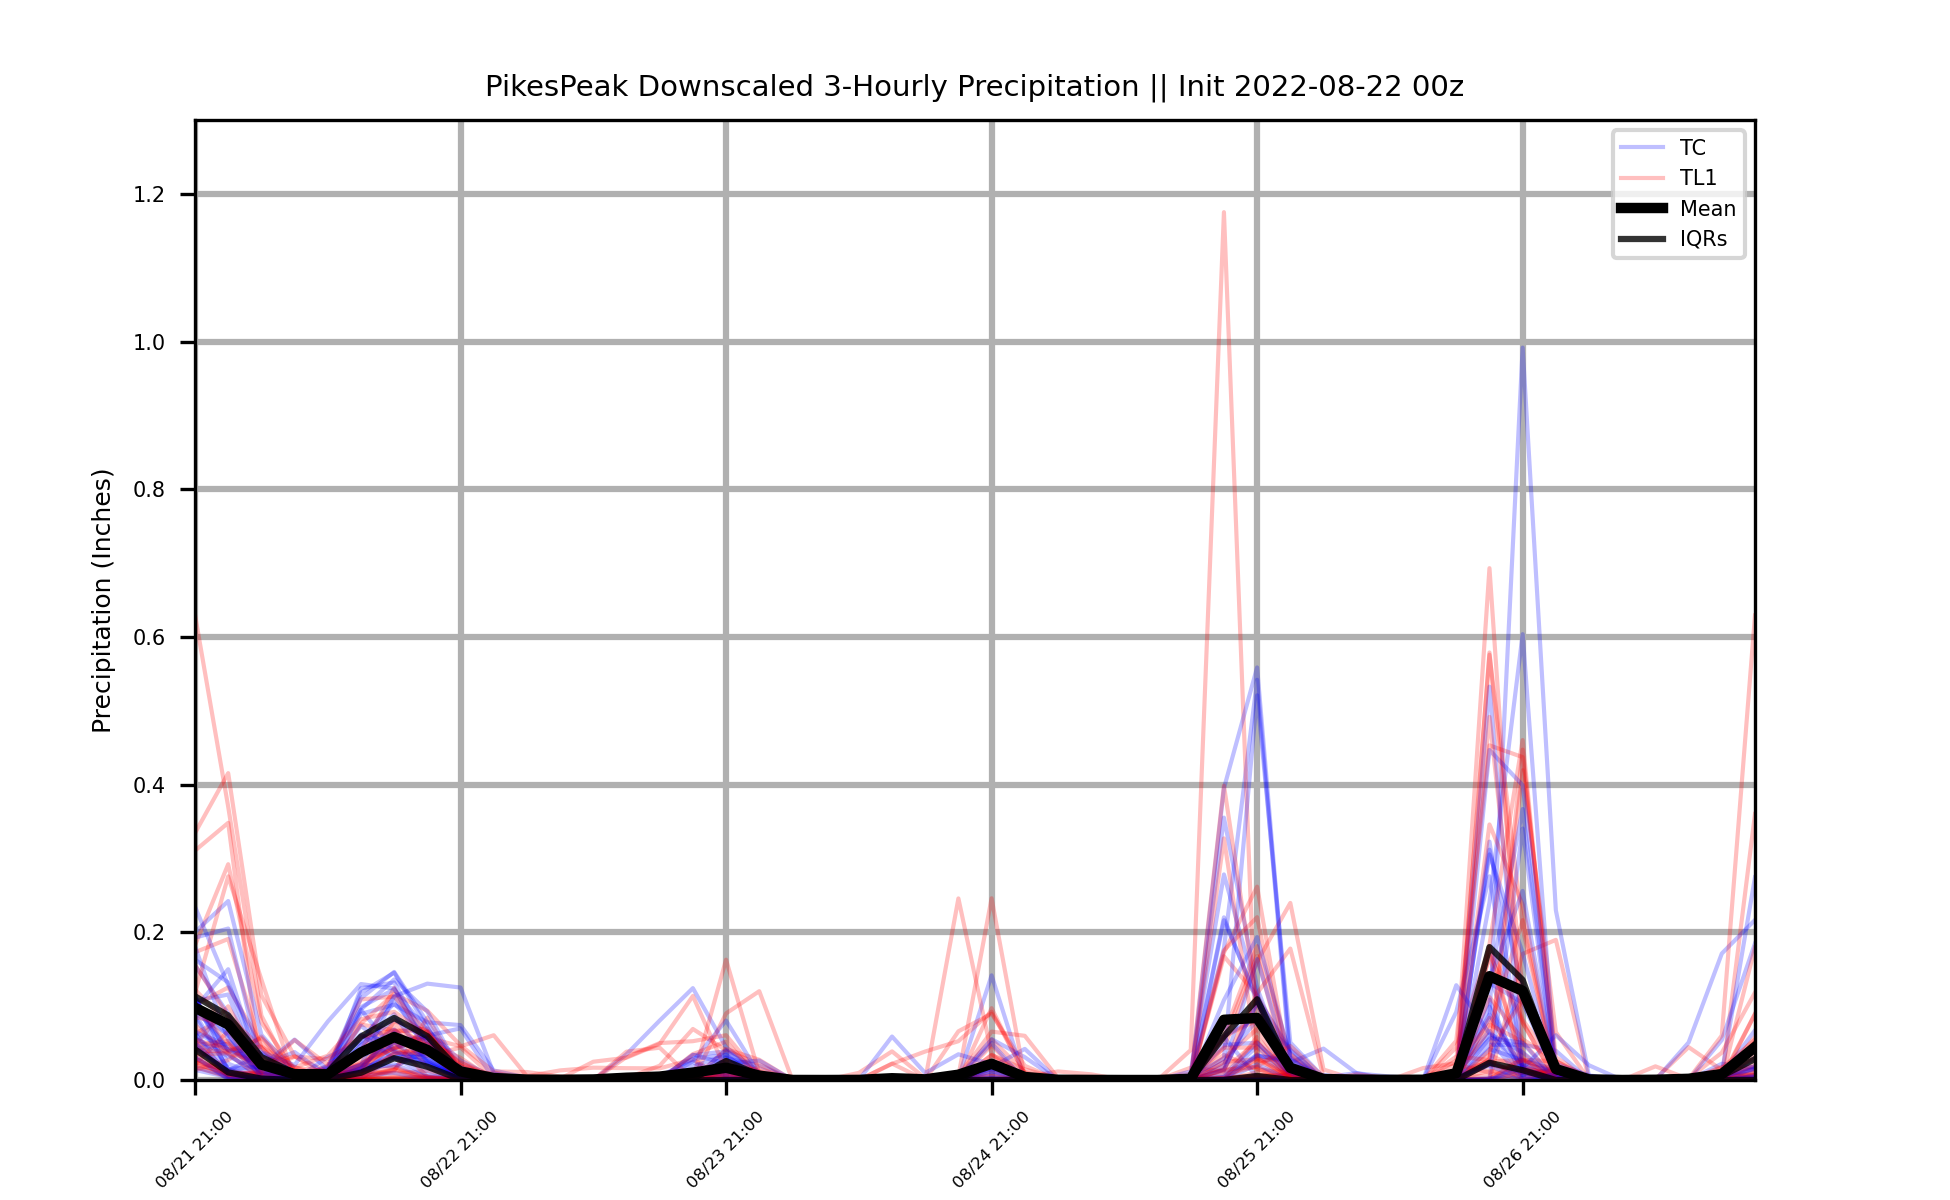 PikesPeak Downscaled 3-Hourly Precipitation || Init 2022-08-22 00z
TC
TL1
Mean
IQRs
Precipitation (Inches)
1.2
1.0
0.8
0.6
0.4
0.2
0.0
08/21 21:00
08/22 21:00
08/23 21:00
08/24 21:00
08/25 21:00
08/26 21:00